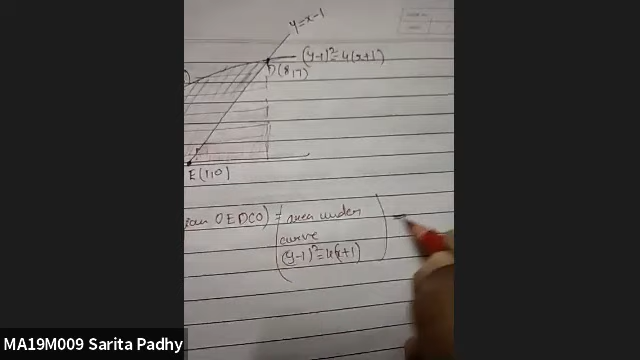 y=x-1
(y-1)²=4(x+1)
D(8,7)
E(1,0)
OEDCO) = area under
curve
(y-1)²=4(x+1)
MA19M009 Sarita Padhy